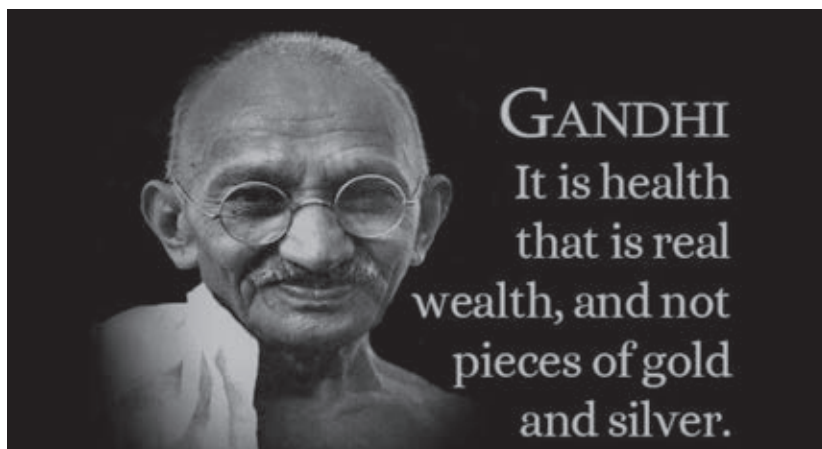 GANDHI
It is health
that is real
wealth, and not
pieces of gold
and silver.